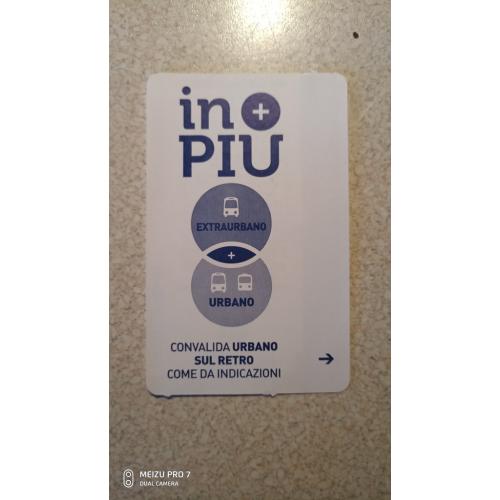 in +
PIU
EXTRAURBANO
+
URBANO
CONVALIDA URBANO
SUL RETRO
COME DA INDICAZIONI
→
MEIZU PRO 7
DUAL CAMERA